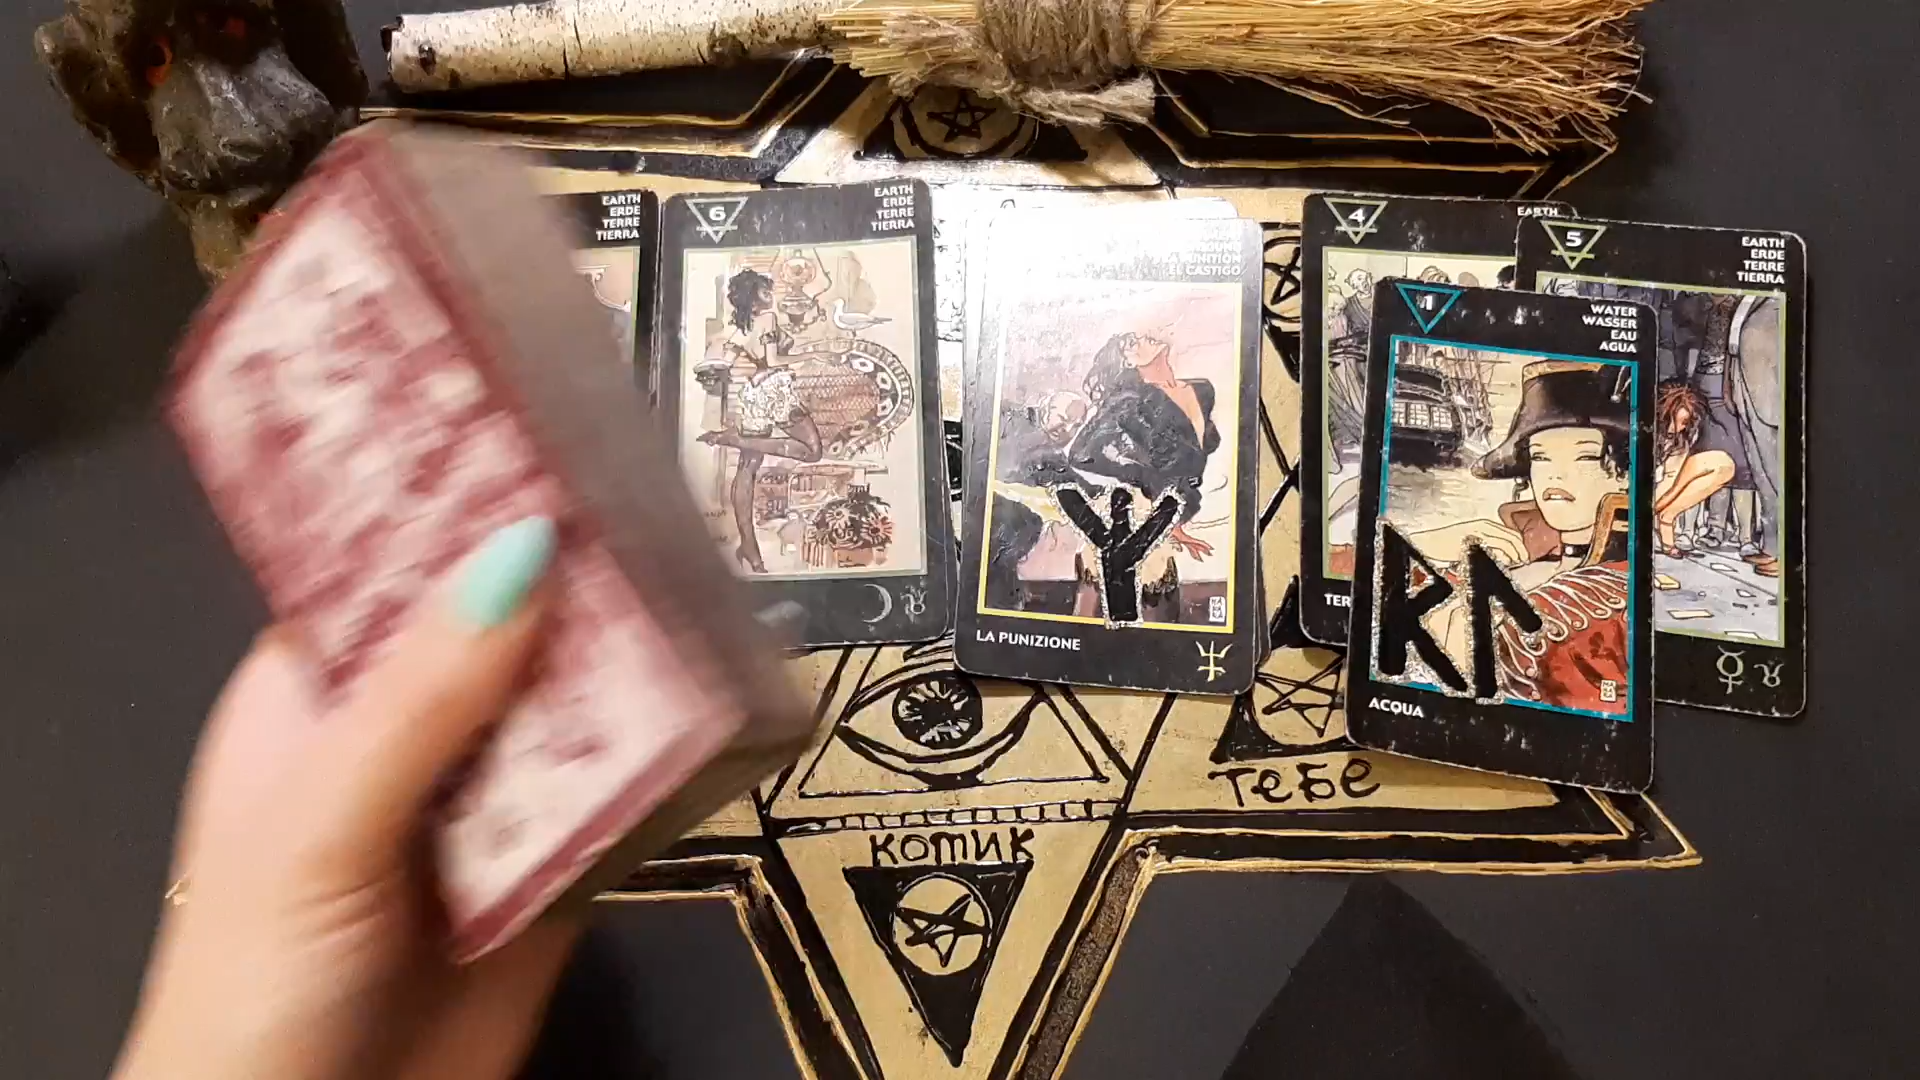 EARTH
ERDE
TERRE
TIERRA
6
EARTH
ERDE
TERRE
TIERRA
LA PUNITION
EL CASTIGO
LA PUNIZIONE
4
EARTH
TER
5
EARTH
ERDE
TERRE
TIERRA
1
WATER
WASSER
EAU
AGUA
ACQUA
тебе
комик